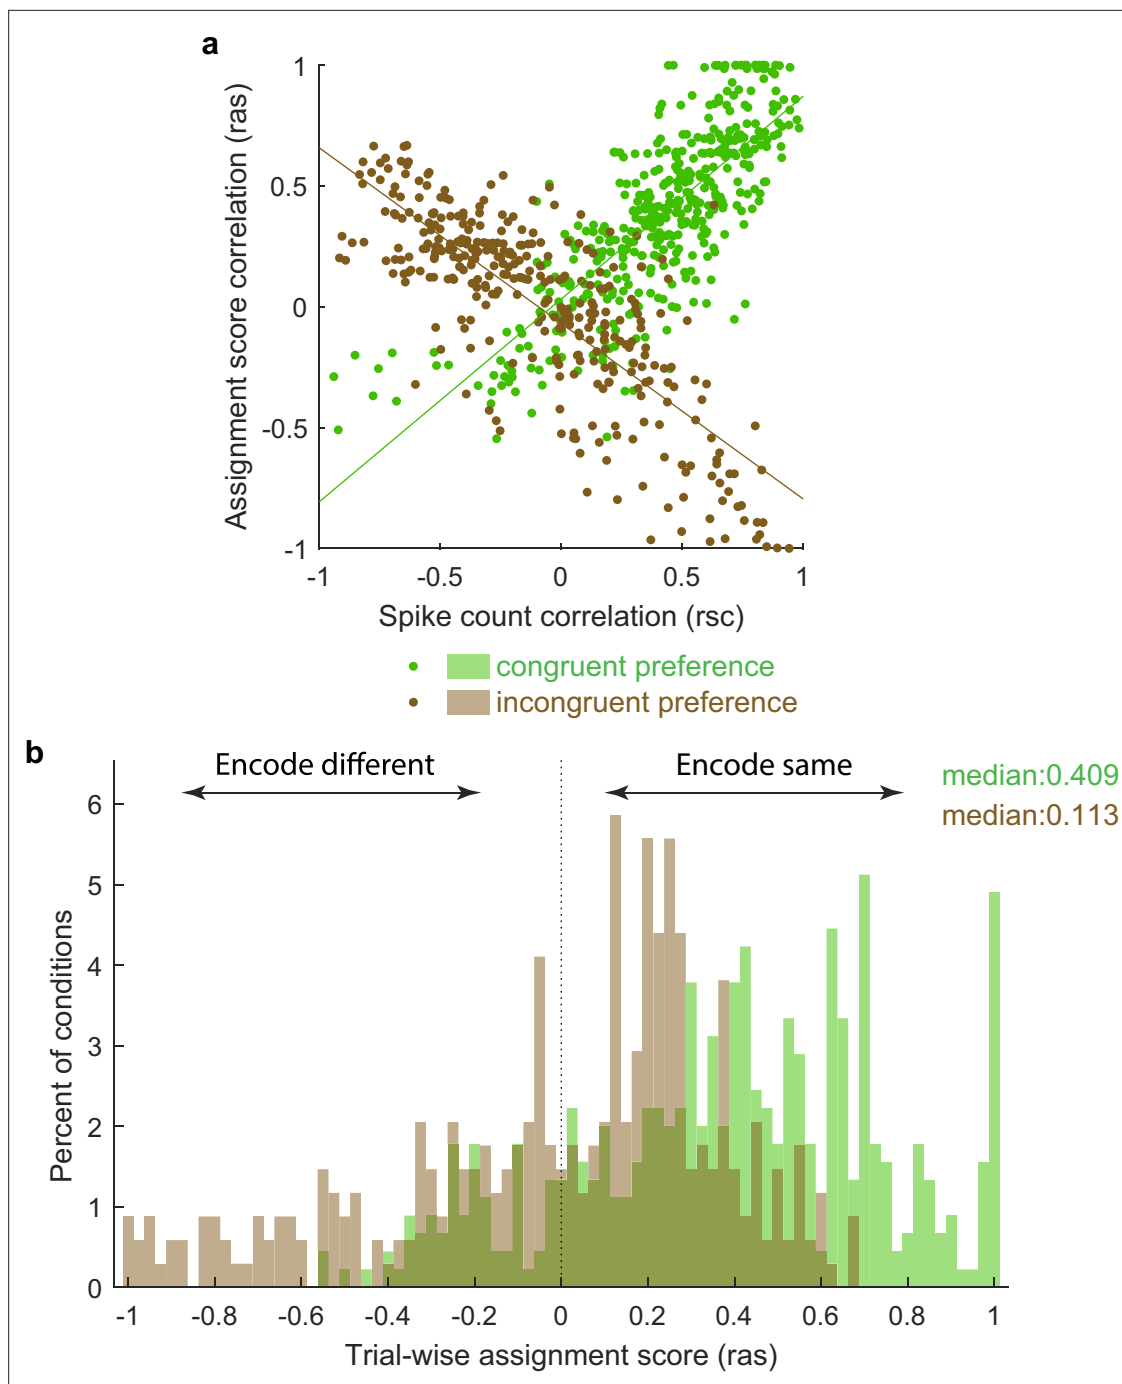 a
Assignment score correlation (ras)
1
0.5
0
-0.5
-1
-1 -0.5 0 0.5 1
Spike count correlation (rsc)
congruent preference
incongruent preference
b
Encode different Encode same
median:0.409
median:0.113
Percent of conditions
6
5
4
3
2
1
0
-1 -0.8 -0.6 -0.4 -0.2 0 0.2 0.4 0.6 0.8 1
Trial-wise assignment score (ras)